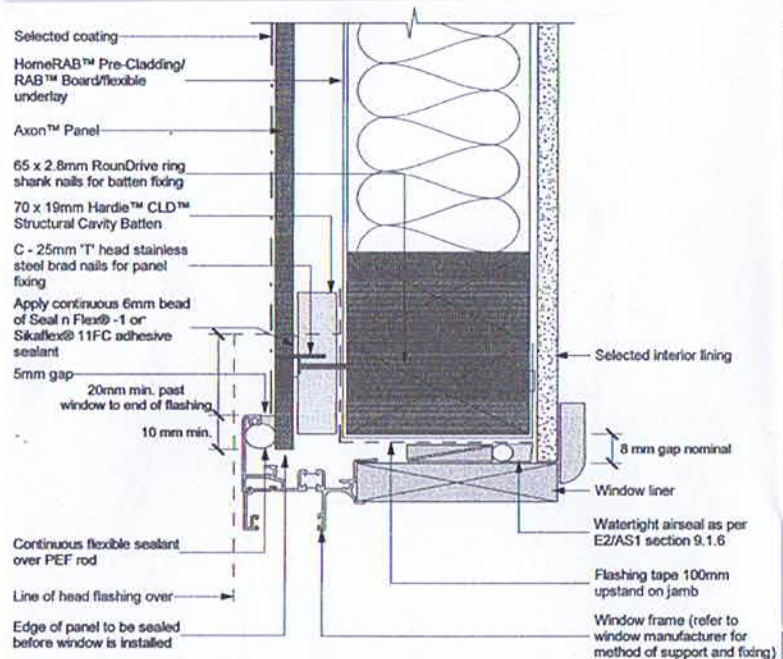 Selected coating
HomeRAB™ Pre-Cladding/
RAB™ Board/flexible
underlay
Axon™ Panel
65 x 2.8mm RounDrive ring
shank nails for batten fixing
70 x 19mm Hardie™ CLD™
Structural Cavity Batten
C - 25mm 'T' head stainless
steel brad nails for panel
fixing
Apply continuous 6mm bead
of Seal n Flex® -1 or
Sikaflex® 11FC adhesive
sealant
5mm gap
20mm min. past
window to end of flashing
10 mm min.
Continuous flexible sealant
over PEF rod
Line of head flashing over
Edge of panel to be sealed
before window is installed
Selected interior lining
8 mm gap nominal
Window liner
Watertight airseal as per
E2/AS1 section 9.1.6
Flashing tape 100mm
upstand on jamb
Window frame (refer to
window manufacturer for
method of support and fixing)